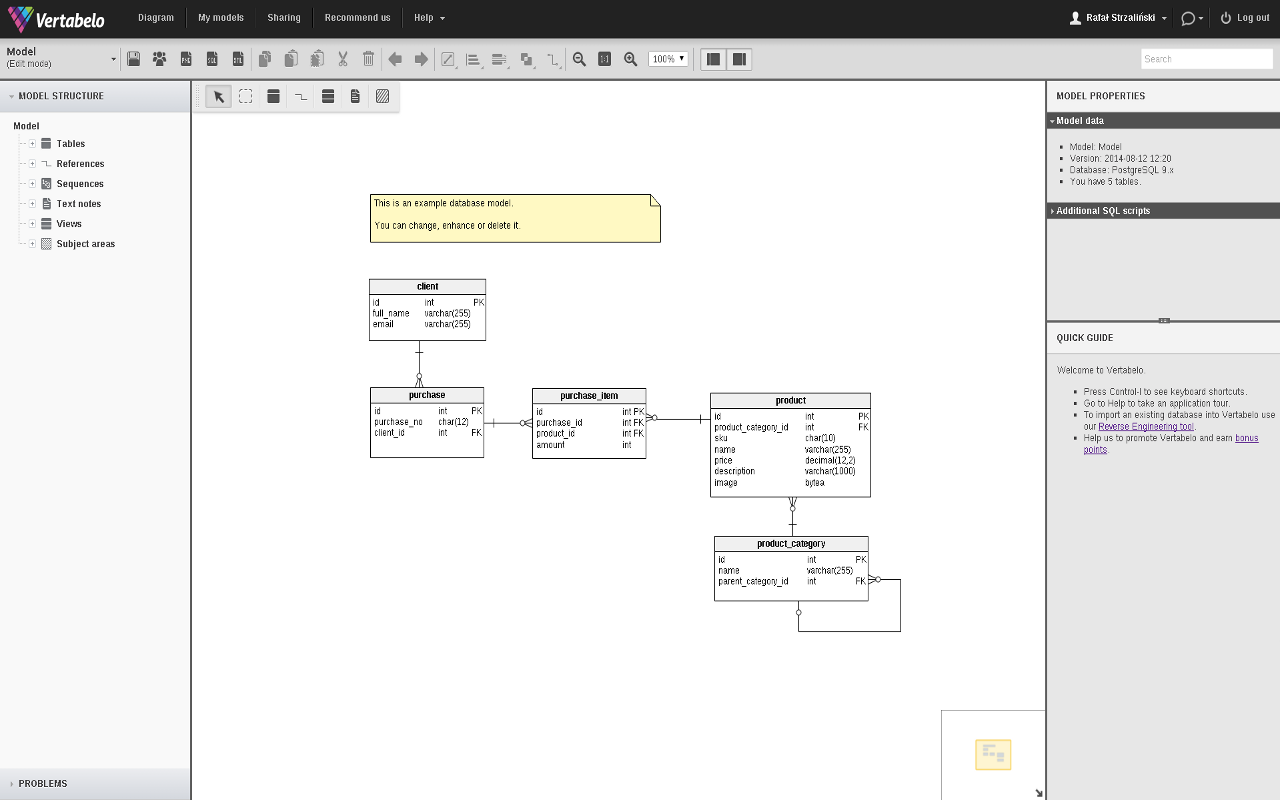 Vertabelo
Diagram My models Sharing Recommend us Help
Rafał Strzaliński
Log out
Model
(Edit mode)
PNG SQL XML
1:1
100%
Search
MODEL STRUCTURE
Model
Tables
References
Sequences
Text notes
Views
Subject areas
PROBLEMS
This is an example database model.
You can change, enhance or delete it.
client
id int PK
full_name varchar(255)
email varchar(255)
purchase
id int PK
purchase_no char(12)
client_id int FK
purchase_item
id int PK
purchase_id int FK
product_id int FK
amount int
product
id int PK
product_category_id int FK
sku char(10)
name varchar(255)
price decimal(12,2)
description varchar(1000)
image bytea
product_category
id int PK
name varchar(255)
parent_category_id int FK
MODEL PROPERTIES
Model data
Model: Model
Version: 2014-08-12 12:20
Database: PostgreSQL 9.x
You have 5 tables.
Additional SQL scripts
QUICK GUIDE
Welcome to Vertabelo.
Press Control-I to see keyboard shortcuts.
Go to Help to take an application tour.
To import an existing database into Vertabelo use
our Reverse Engineering tool.
Help us to promote Vertabelo and earn bonus
points.